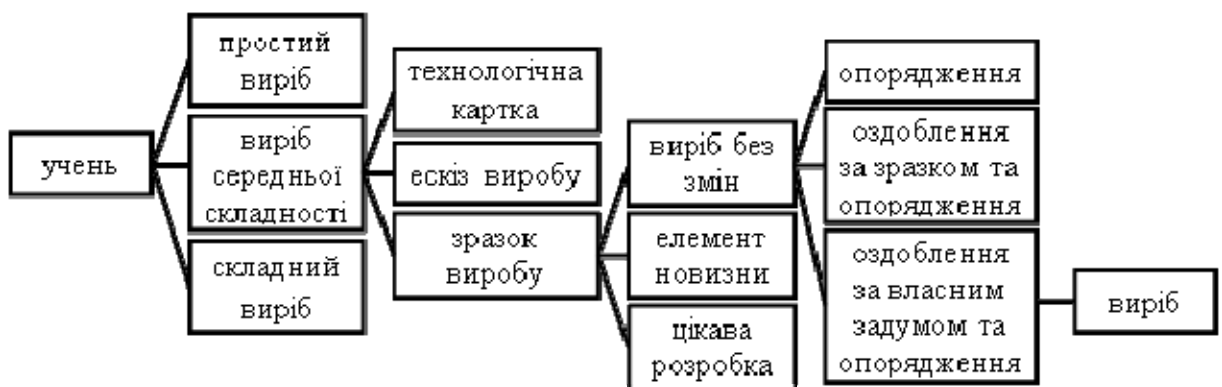 учень
простий
виріб
виріб
середньої
складності
складний
виріб
технологічна
картка
ескіз виробу
зразок
виробу
виріб без
змін
елемент
новизни
цікава
розробка
опорядження
оздоблення
за зразком та
опорядження
оздоблення
за власним
задумом та
опорядження
виріб